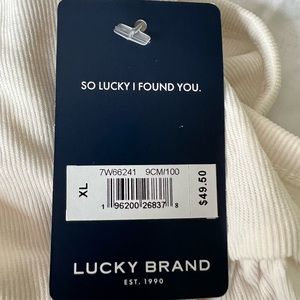 SO LUCKY I FOUND YOU.
7W66241 9CM/100
XL
$49.50
1 96200 26837 8
LUCKY BRAND
EST. 1990